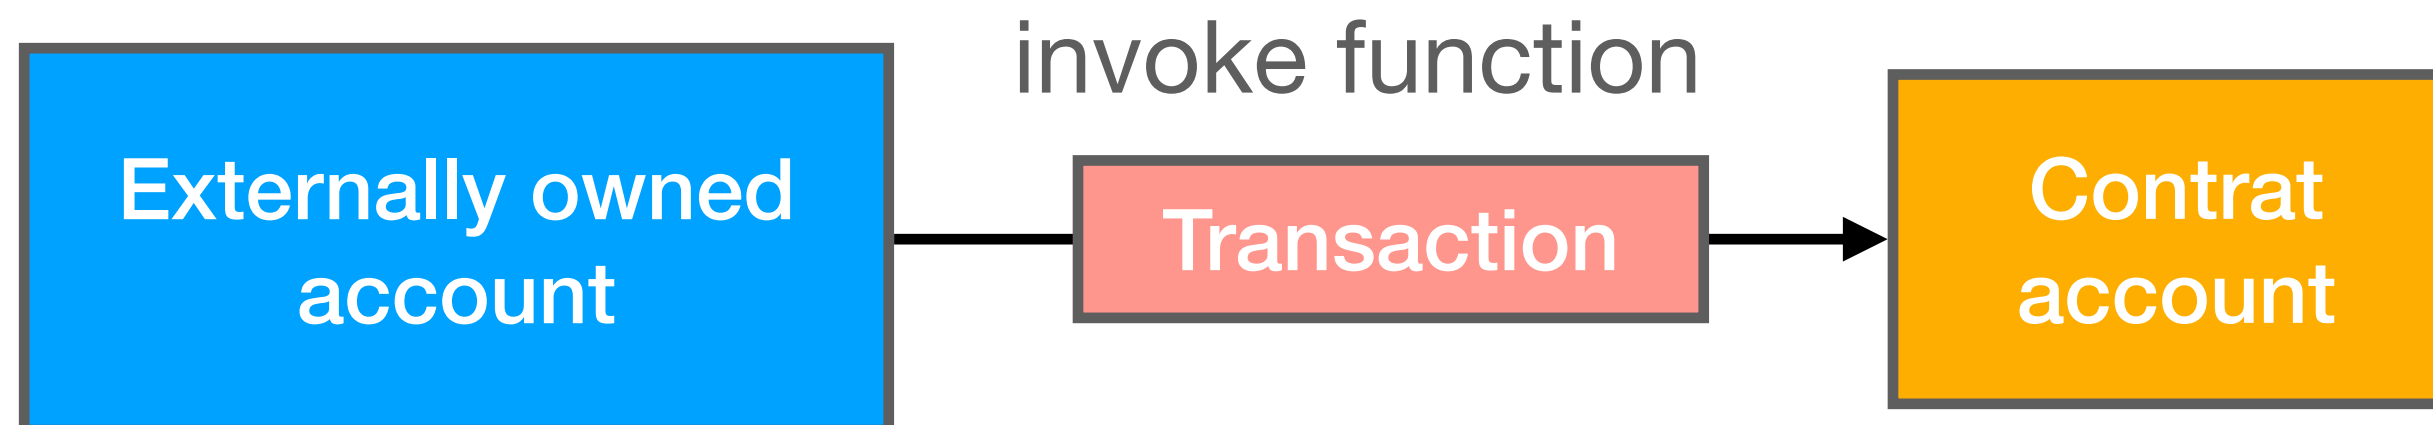 invoke function
Externally owned
account
Transaction
Contrat
account